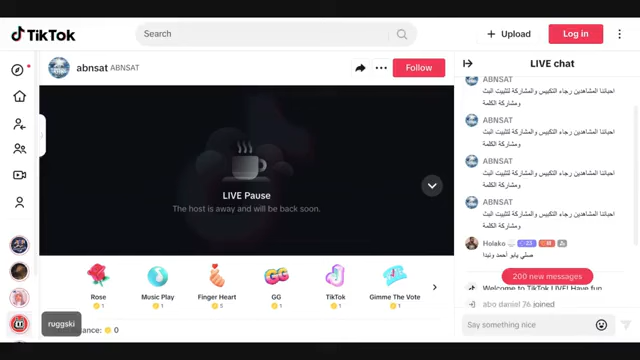 TikTok
Search
Upload
Log in
abnsat ABNSAT
Follow
LIVE chat
LIVE Pause
The host is away and will be back soon.
Rose
1
Music Play
1
Finger Heart
5
GG
1
TikTok
1
Gimme The Vote
1
ruggski
ance: 0
ABNSAT
احبائنا المشاهدين رجاء التكبيس والمشاركة لتثبيت البث
ومشاركة الكلمة
ABNSAT
احبائنا المشاهدين رجاء التكبيس والمشاركة لتثبيت البث
ومشاركة الكلمة
ABNSAT
احبائنا المشاهدين رجاء التكبيس والمشاركة لتثبيت البث
ومشاركة الكلمة
ABNSAT
احبائنا المشاهدين رجاء التكبيس والمشاركة لتثبيت البث
ومشاركة الكلمة
Holako
صلي يابو أحمد ونبدا
200 new messages
Welcome to TikTok LIVE! Have fun
abo daniel 76 joined
Say something nice